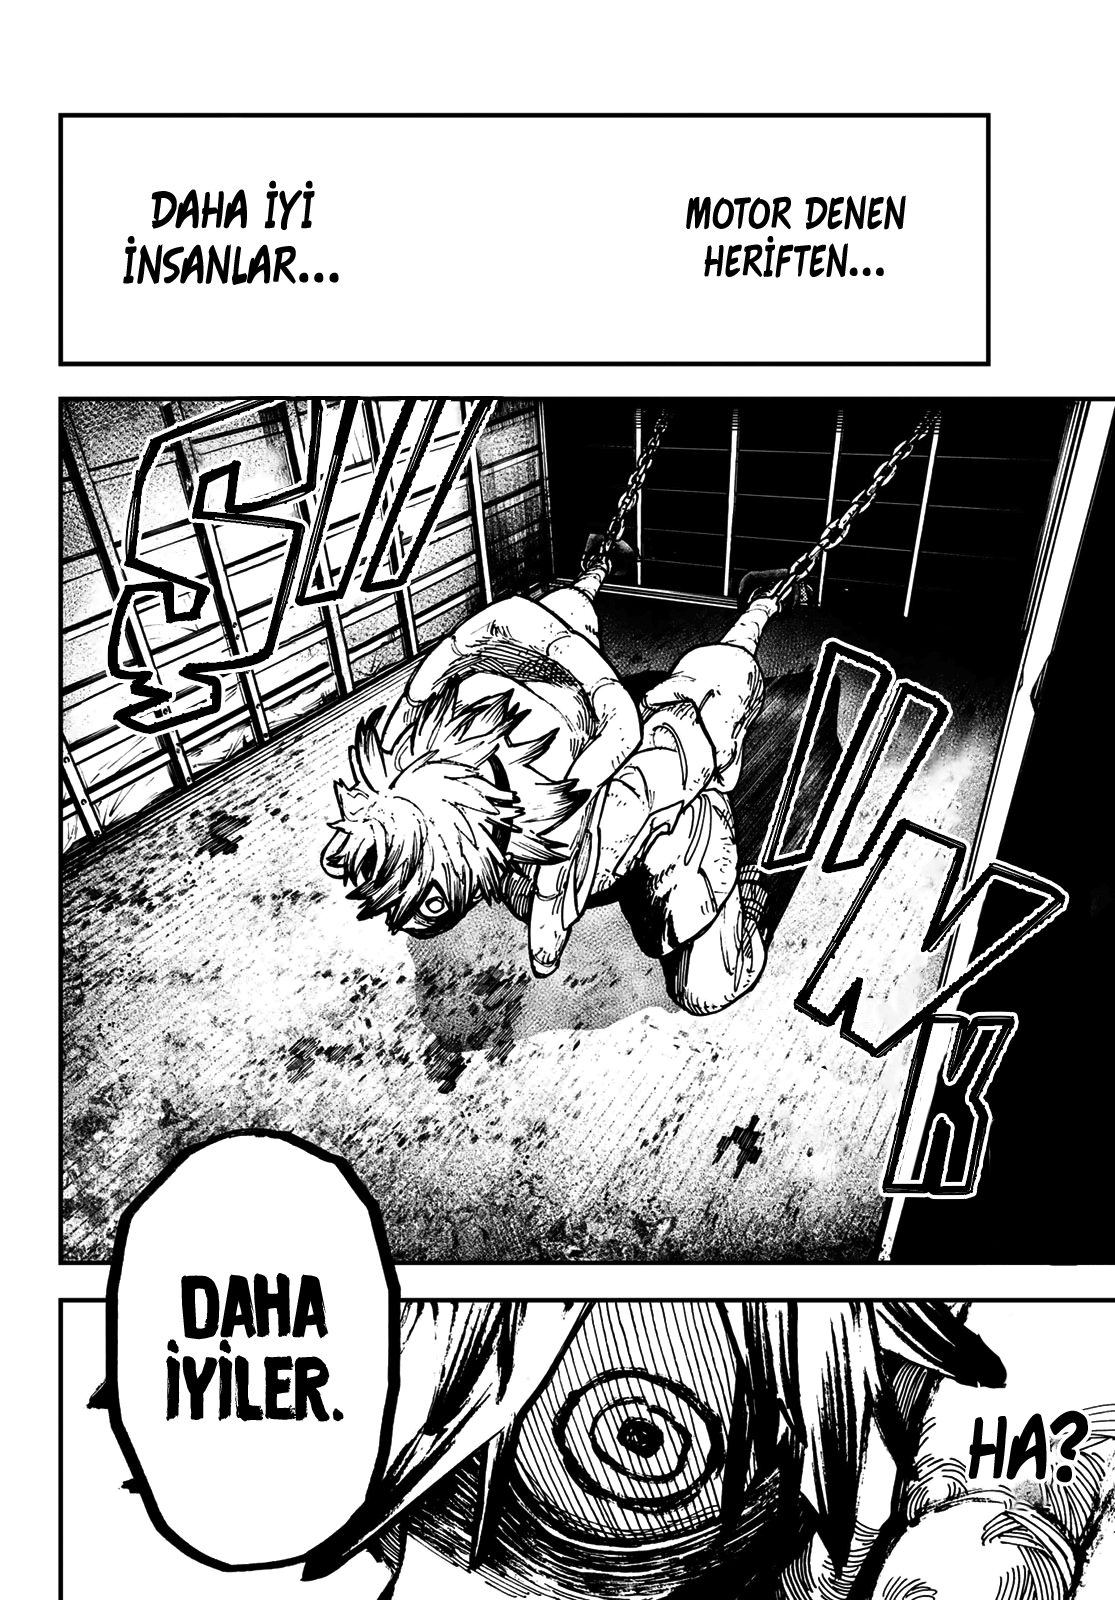 MOTOR DENEN
HERİFTEN...
DAHA İYİ
İNSANLAR...
DAHA
İYİLER.
HA?